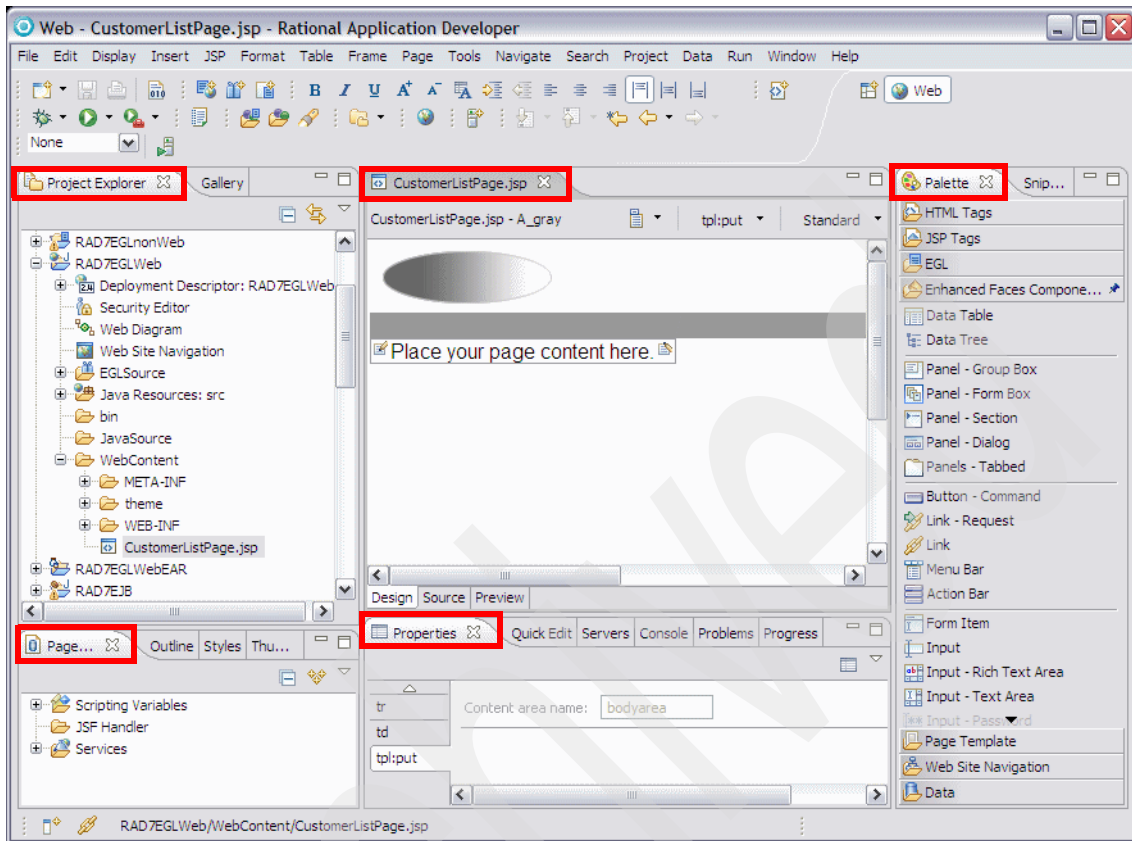 Web - CustomerListPage.jsp - Rational Application Developer
File Edit Display Insert JSP Format Table Frame Page Tools Navigate Search Project Data Run Window Help
B I U A A
Web
None
Project Explorer
Gallery
RAD7EGLnonWeb
RAD7EGLWeb
Deployment Descriptor: RAD7EGLWeb
Security Editor
Web Diagram
Web Site Navigation
EGLSource
Java Resources: src
bin
JavaSource
WebContent
META-INF
theme
WEB-INF
CustomerListPage.jsp
RAD7EGLWebEAR
RAD7EJB
Page...
Outline Styles Thu...
Scripting Variables
JSF Handler
Services
CustomerListPage.jsp
CustomerListPage.jsp - A_gray
tpl:put
Standard
Place your page content here.
Design Source Preview
Properties
Quick Edit Servers Console Problems Progress
tr
td
tpl:put
Content area name: bodyarea
Palette
Snip...
HTML Tags
JSP Tags
EGL
Enhanced Faces Compone...
Data Table
Data Tree
Panel - Group Box
Panel - Form Box
Panel - Section
Panel - Dialog
Panels - Tabbed
Button - Command
Link - Request
Link
Menu Bar
Action Bar
Form Item
Input
Input - Rich Text Area
Input - Text Area
Input - Password
Page Template
Web Site Navigation
Data
RAD7EGLWeb/WebContent/CustomerListPage.jsp